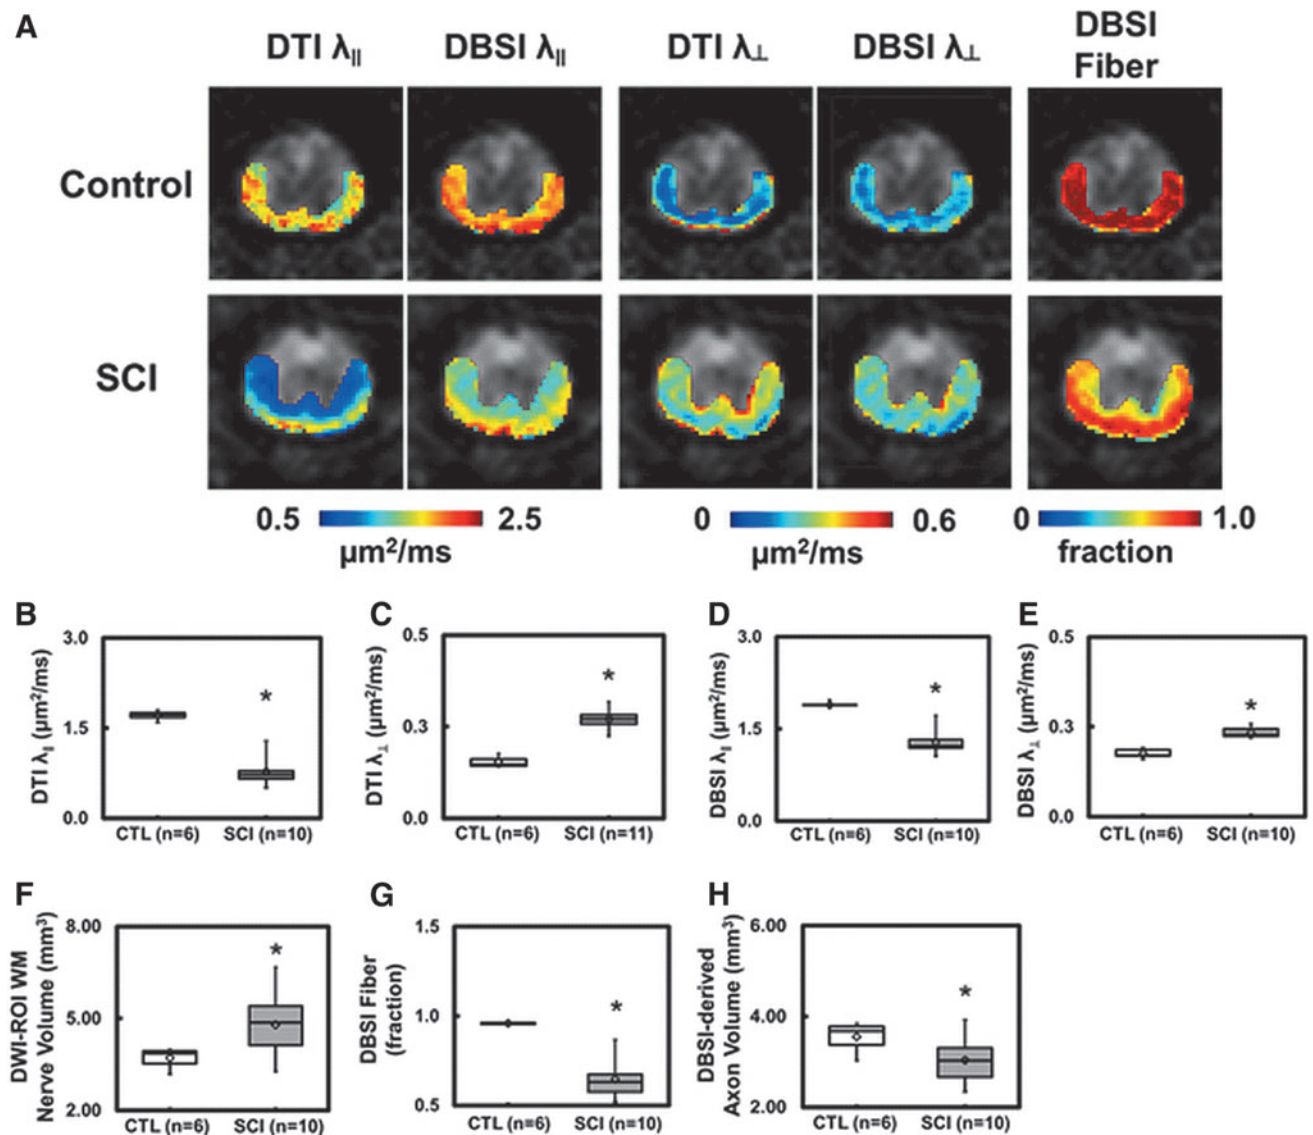 A
DTI λ∥
DBSI λ∥
DTI λ⊥
DBSI λ⊥
DBSI
Fiber
Control
SCI
0.5 2.5
μm²/ms
0 0.6
μm²/ms
0 1.0
fraction
B
DTI λ∥ (μm²/ms)
3.0
1.5
0.0
CTL (n=6) SCI (n=10)
*
C
DTI λ⊥ (μm²/ms)
0.5
0.3
0.0
CTL (n=6) SCI (n=11)
*
D
DBSI λ∥ (μm²/ms)
3.0
1.5
0.0
CTL (n=6) SCI (n=10)
*
E
DBSI λ⊥ (μm²/ms)
0.5
0.3
0.0
CTL (n=6) SCI (n=10)
*
F
DWI-ROI WM
Nerve Volume (mm³)
8.00
5.00
2.00
CTL (n=6) SCI (n=10)
*
G
DBSI Fiber
(fraction)
1.5
1.0
0.5
CTL (n=6) SCI (n=10)
*
H
DBSI-derived
Axon Volume (mm³)
6.00
4.00
2.00
CTL (n=6) SCI (n=10)
*